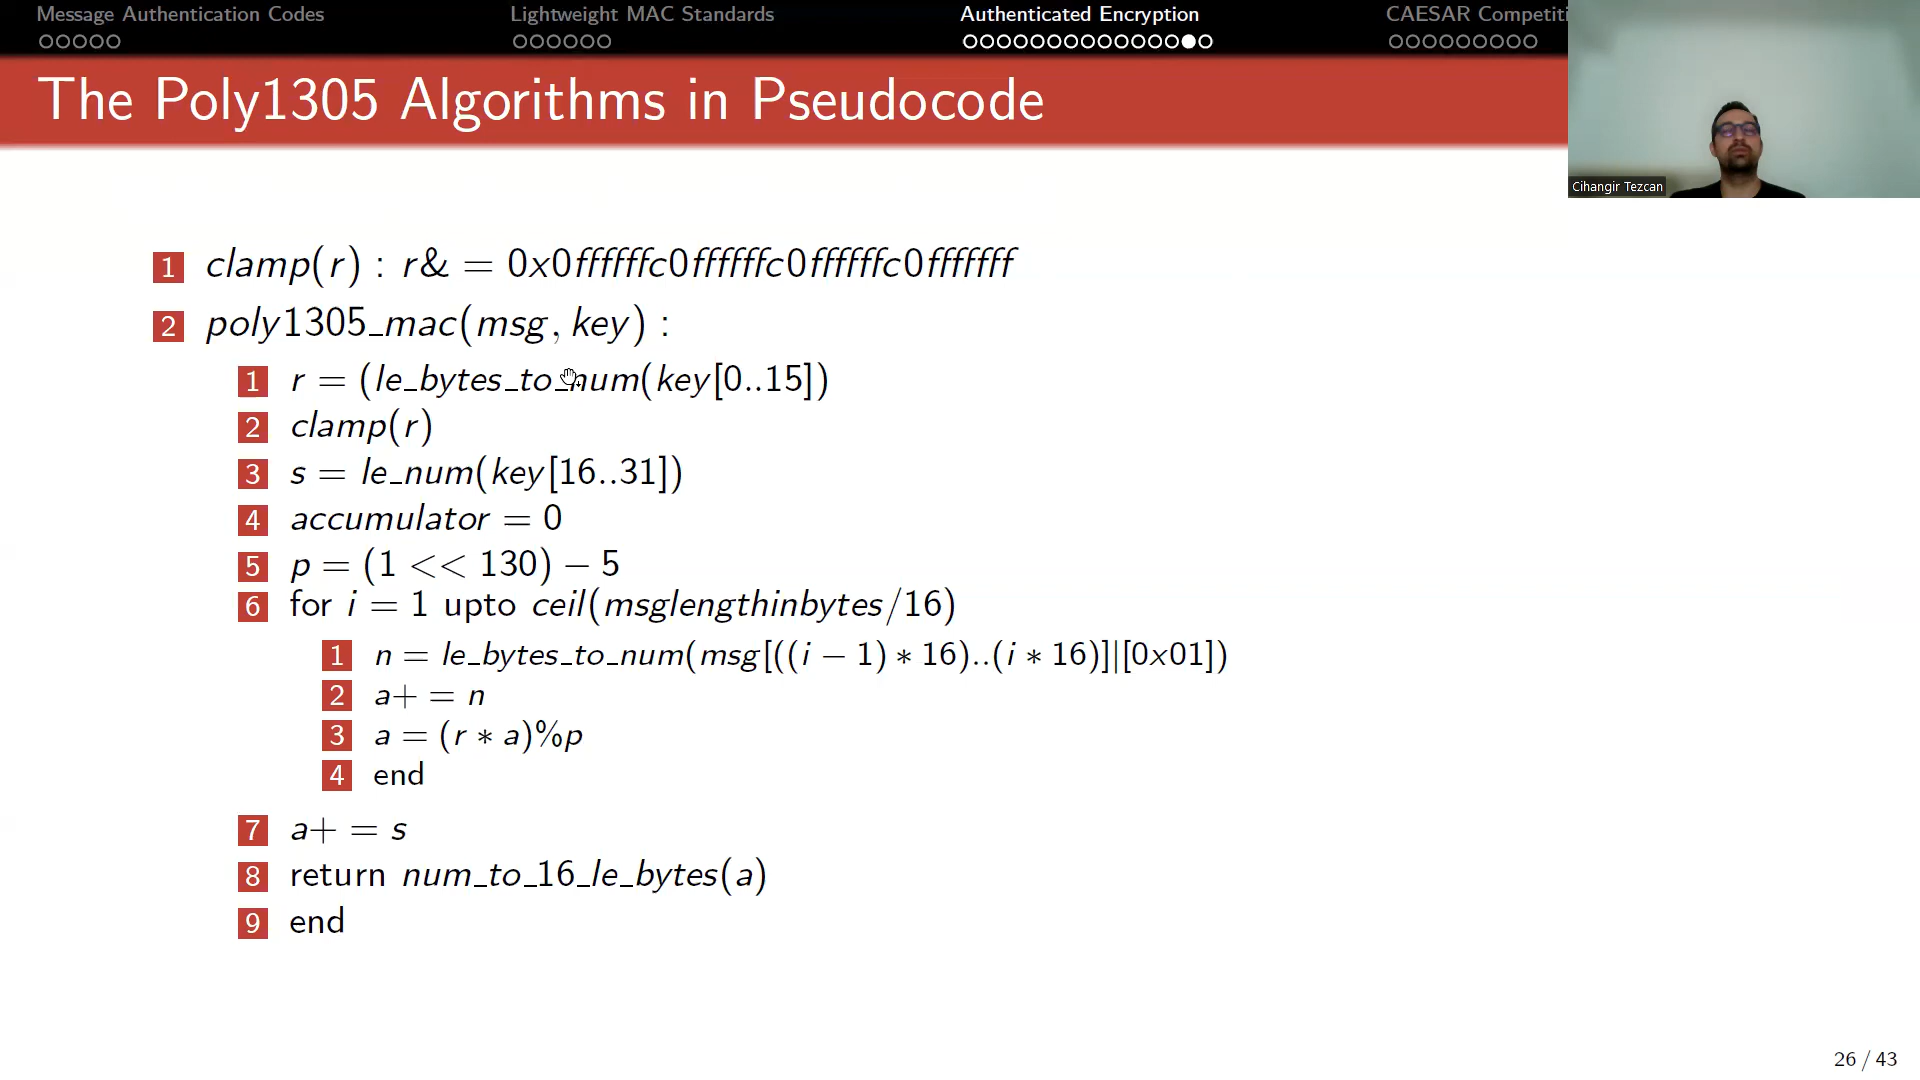 Message Authentication Codes
Lightweight MAC Standards
Authenticated Encryption
CAESAR Competiti
The Poly1305 Algorithms in Pseudocode
Cihangir Tezcan
1 clamp(r) : r& = 0x0ffffffc0ffffffc0ffffffc0fffffff
2 poly1305_mac(msg, key) :
1 r = (le_bytes_to_num(key[0..15])
2 clamp(r)
3 s = le_num(key[16..31])
4 accumulator = 0
5 p = (1 << 130) − 5
6 for i = 1 upto ceil(msglengthinbytes/16)
1 n = le_bytes_to_num(msg[((i − 1) ∗ 16)..(i ∗ 16)]|[0x01])
2 a+ = n
3 a = (r ∗ a)%p
4 end
7 a+ = s
8 return num_to_16_le_bytes(a)
9 end
26 / 43